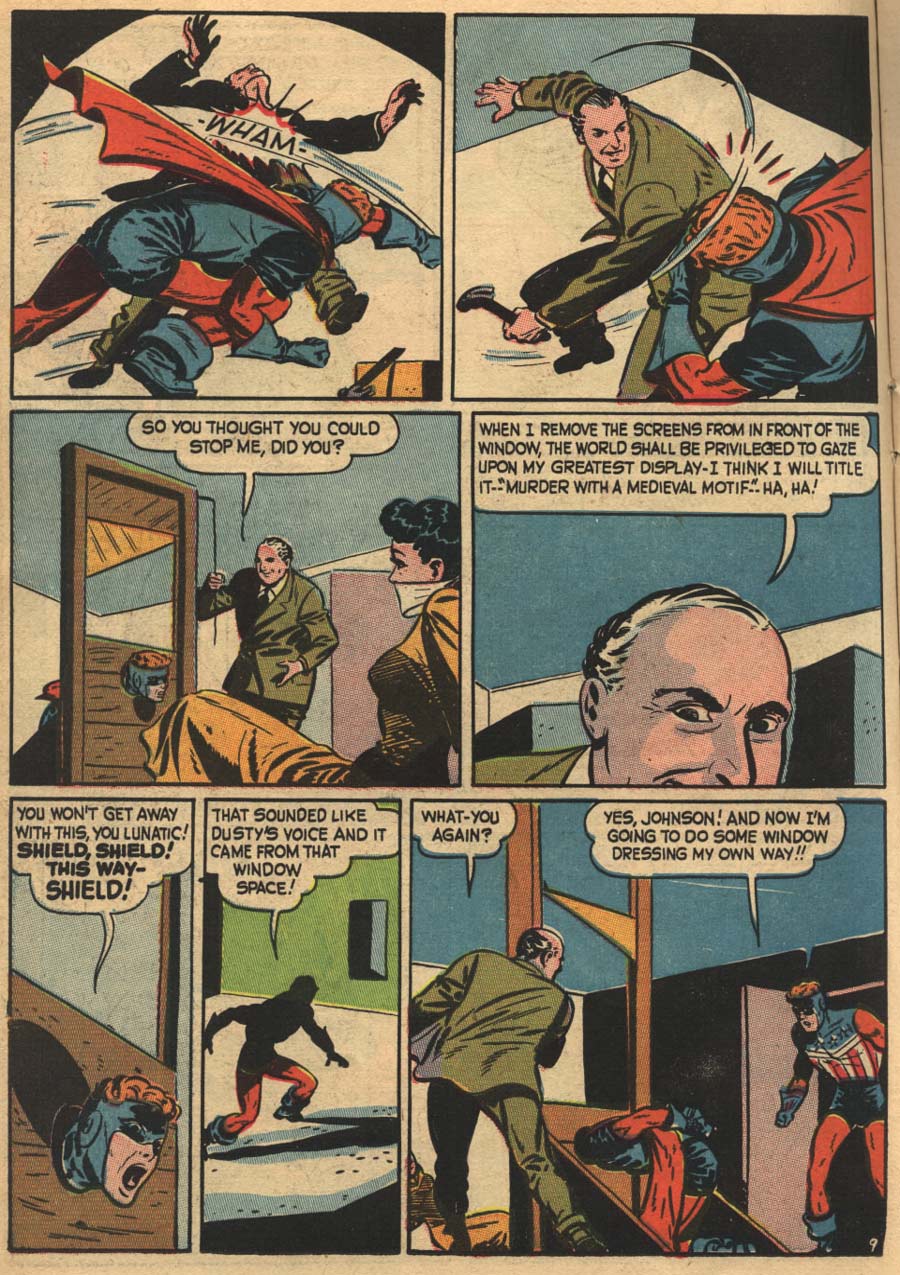 -WHAM-
SO YOU THOUGHT YOU COULD
STOP ME, DID YOU?
WHEN I REMOVE THE SCREENS FROM IN FRONT OF THE
WINDOW, THE WORLD SHALL BE PRIVILEGED TO GAZE
UPON MY GREATEST DISPLAY-I THINK I WILL TITLE
IT--"MURDER WITH A MEDIEVAL MOTIF"-- HA, HA!
YOU WON'T GET AWAY
WITH THIS, YOU LUNATIC!
SHIELD, SHIELD!
THIS WAY-
SHIELD!
THAT SOUNDED LIKE
DUSTY'S VOICE AND IT
CAME FROM THAT
WINDOW
SPACE!
WHAT-YOU
AGAIN?
YES, JOHNSON! AND NOW I'M
GOING TO DO SOME WINDOW
DRESSING MY OWN WAY!!
9